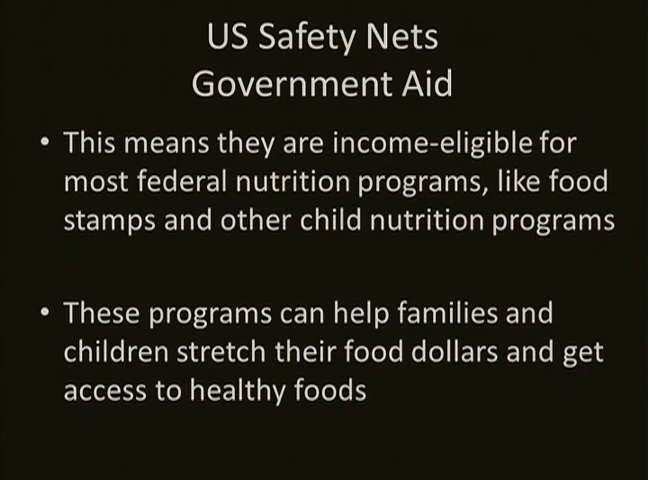 US Safety Nets
Government Aid
• This means they are income-eligible for
most federal nutrition programs, like food
stamps and other child nutrition programs
• These programs can help families and
children stretch their food dollars and get
access to healthy foods